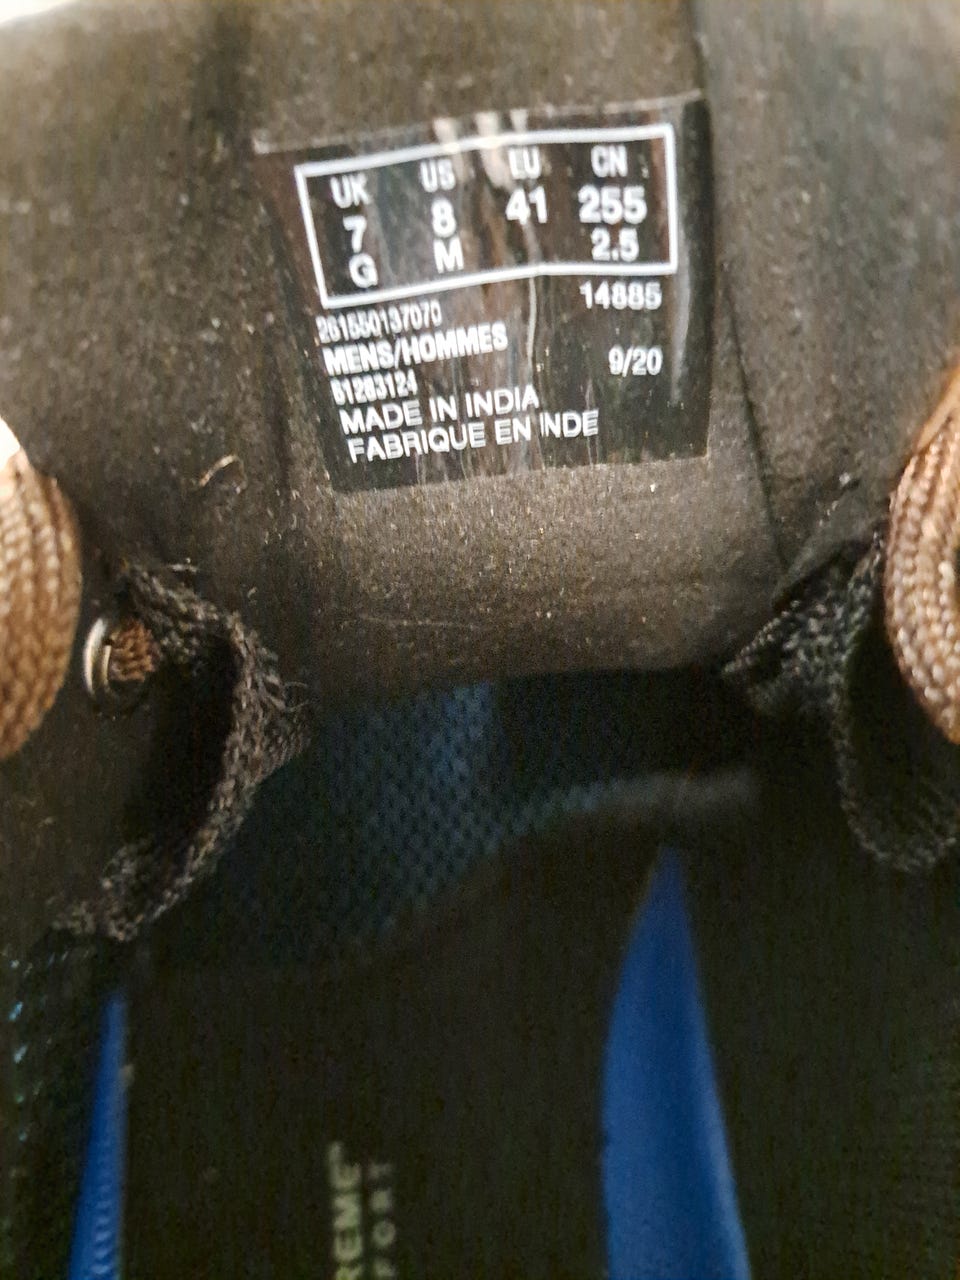 UK US EU CN
7 8 41 255
G M 2.5
14885
261550137070
MENS/HOMMES
9/20
61283124
MADE IN INDIA
FABRIQUE EN INDE